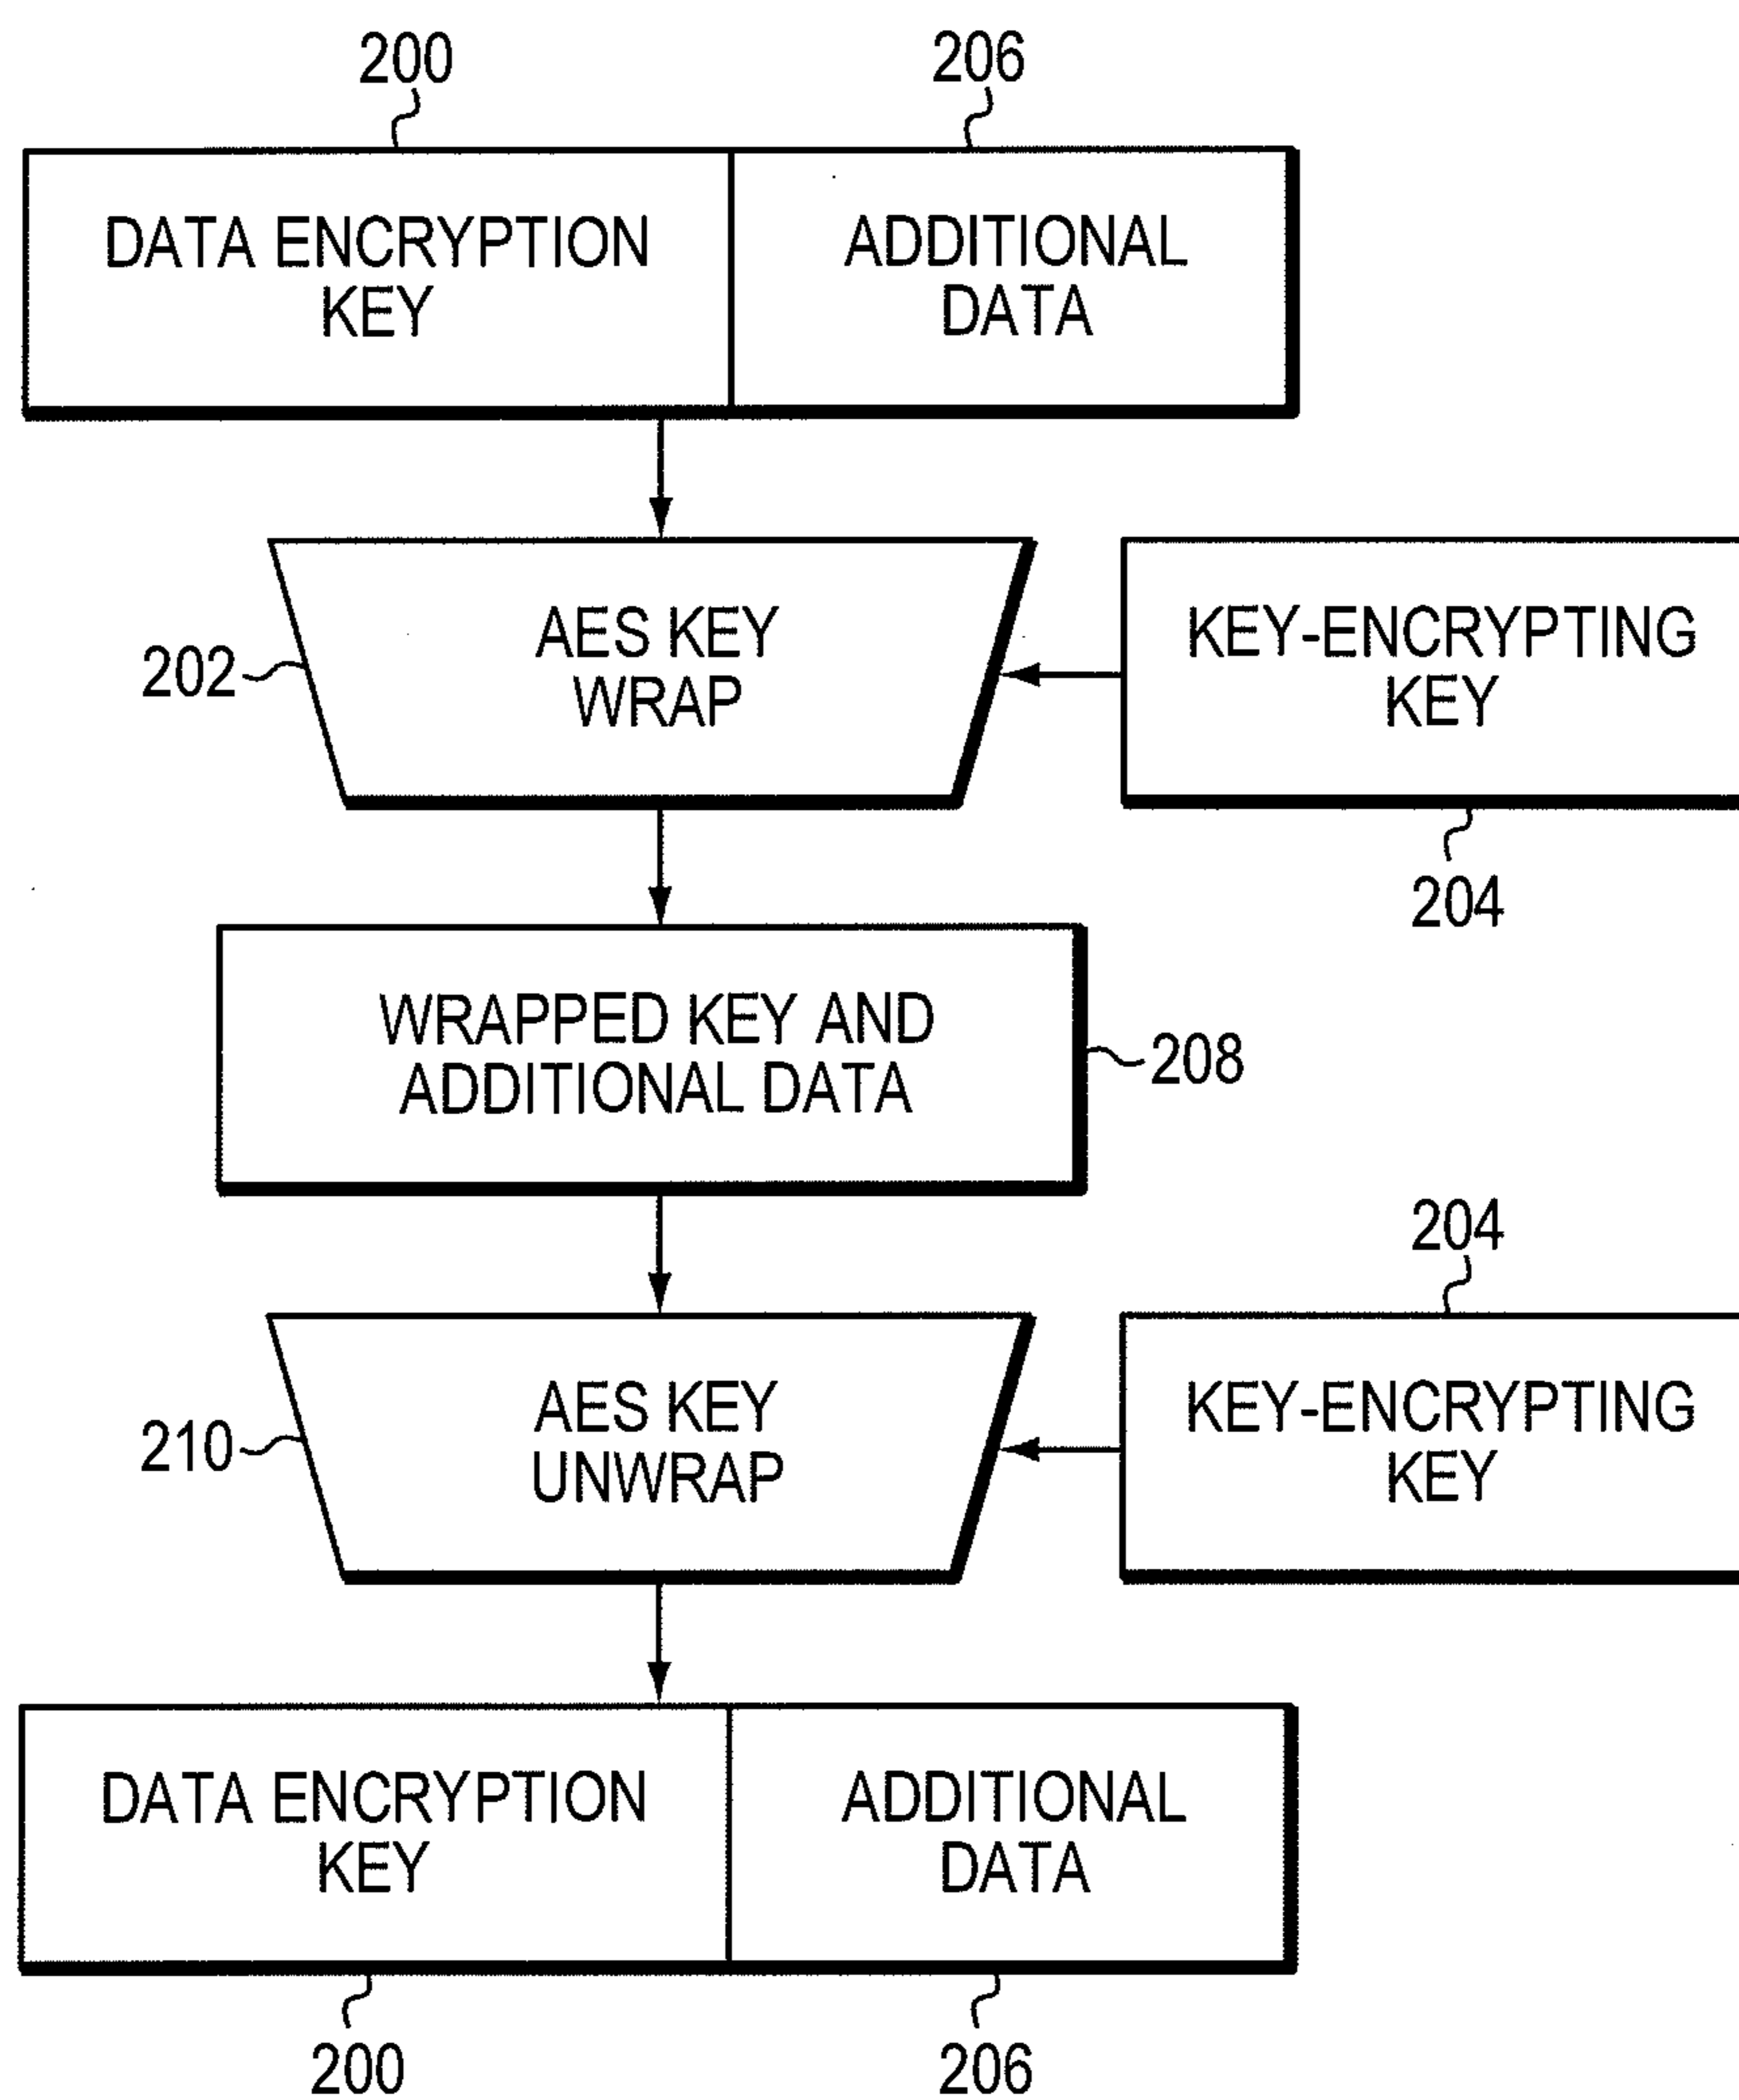 200
206
DATA ENCRYPTION
KEY
ADDITIONAL
DATA
202
AES KEY
WRAP
KEY-ENCRYPTING
KEY
204
WRAPPED KEY AND
ADDITIONAL DATA
208
204
210
AES KEY
UNWRAP
KEY-ENCRYPTING
KEY
DATA ENCRYPTION
KEY
ADDITIONAL
DATA
200
206